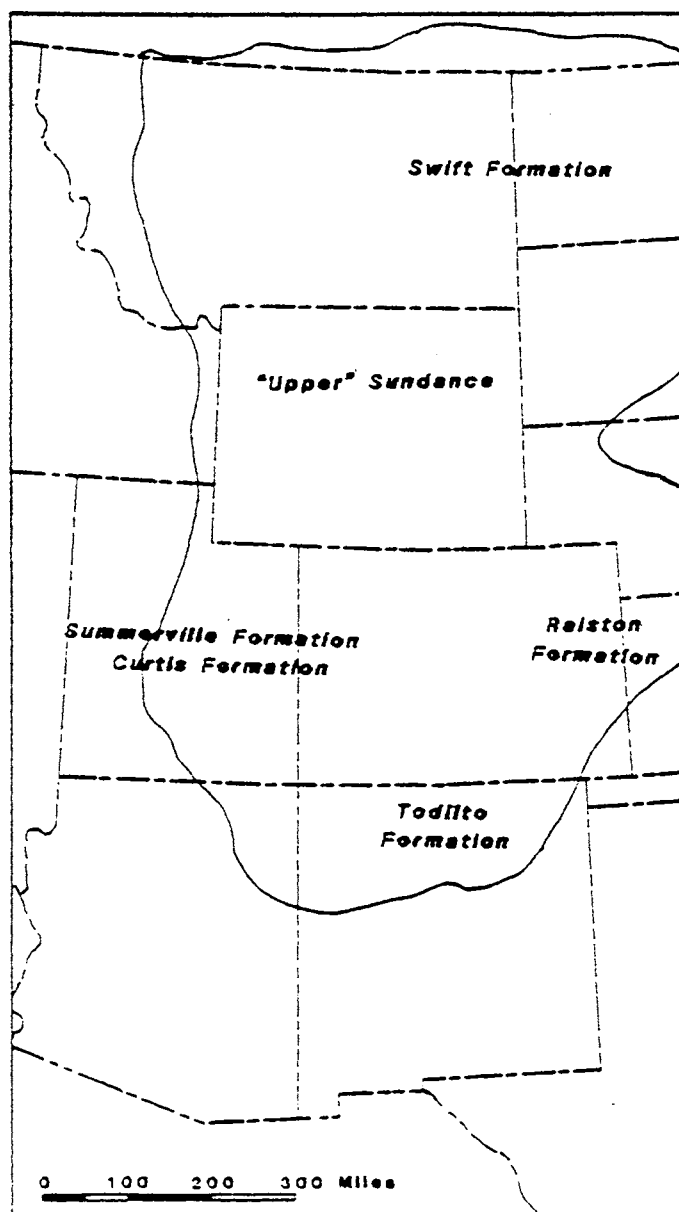 Swift Formation
"Upper" Sundance
Summerville Formation
Curtis Formation
Ralston
Formation
Todilto
Formation
0 100 200 300 Miles